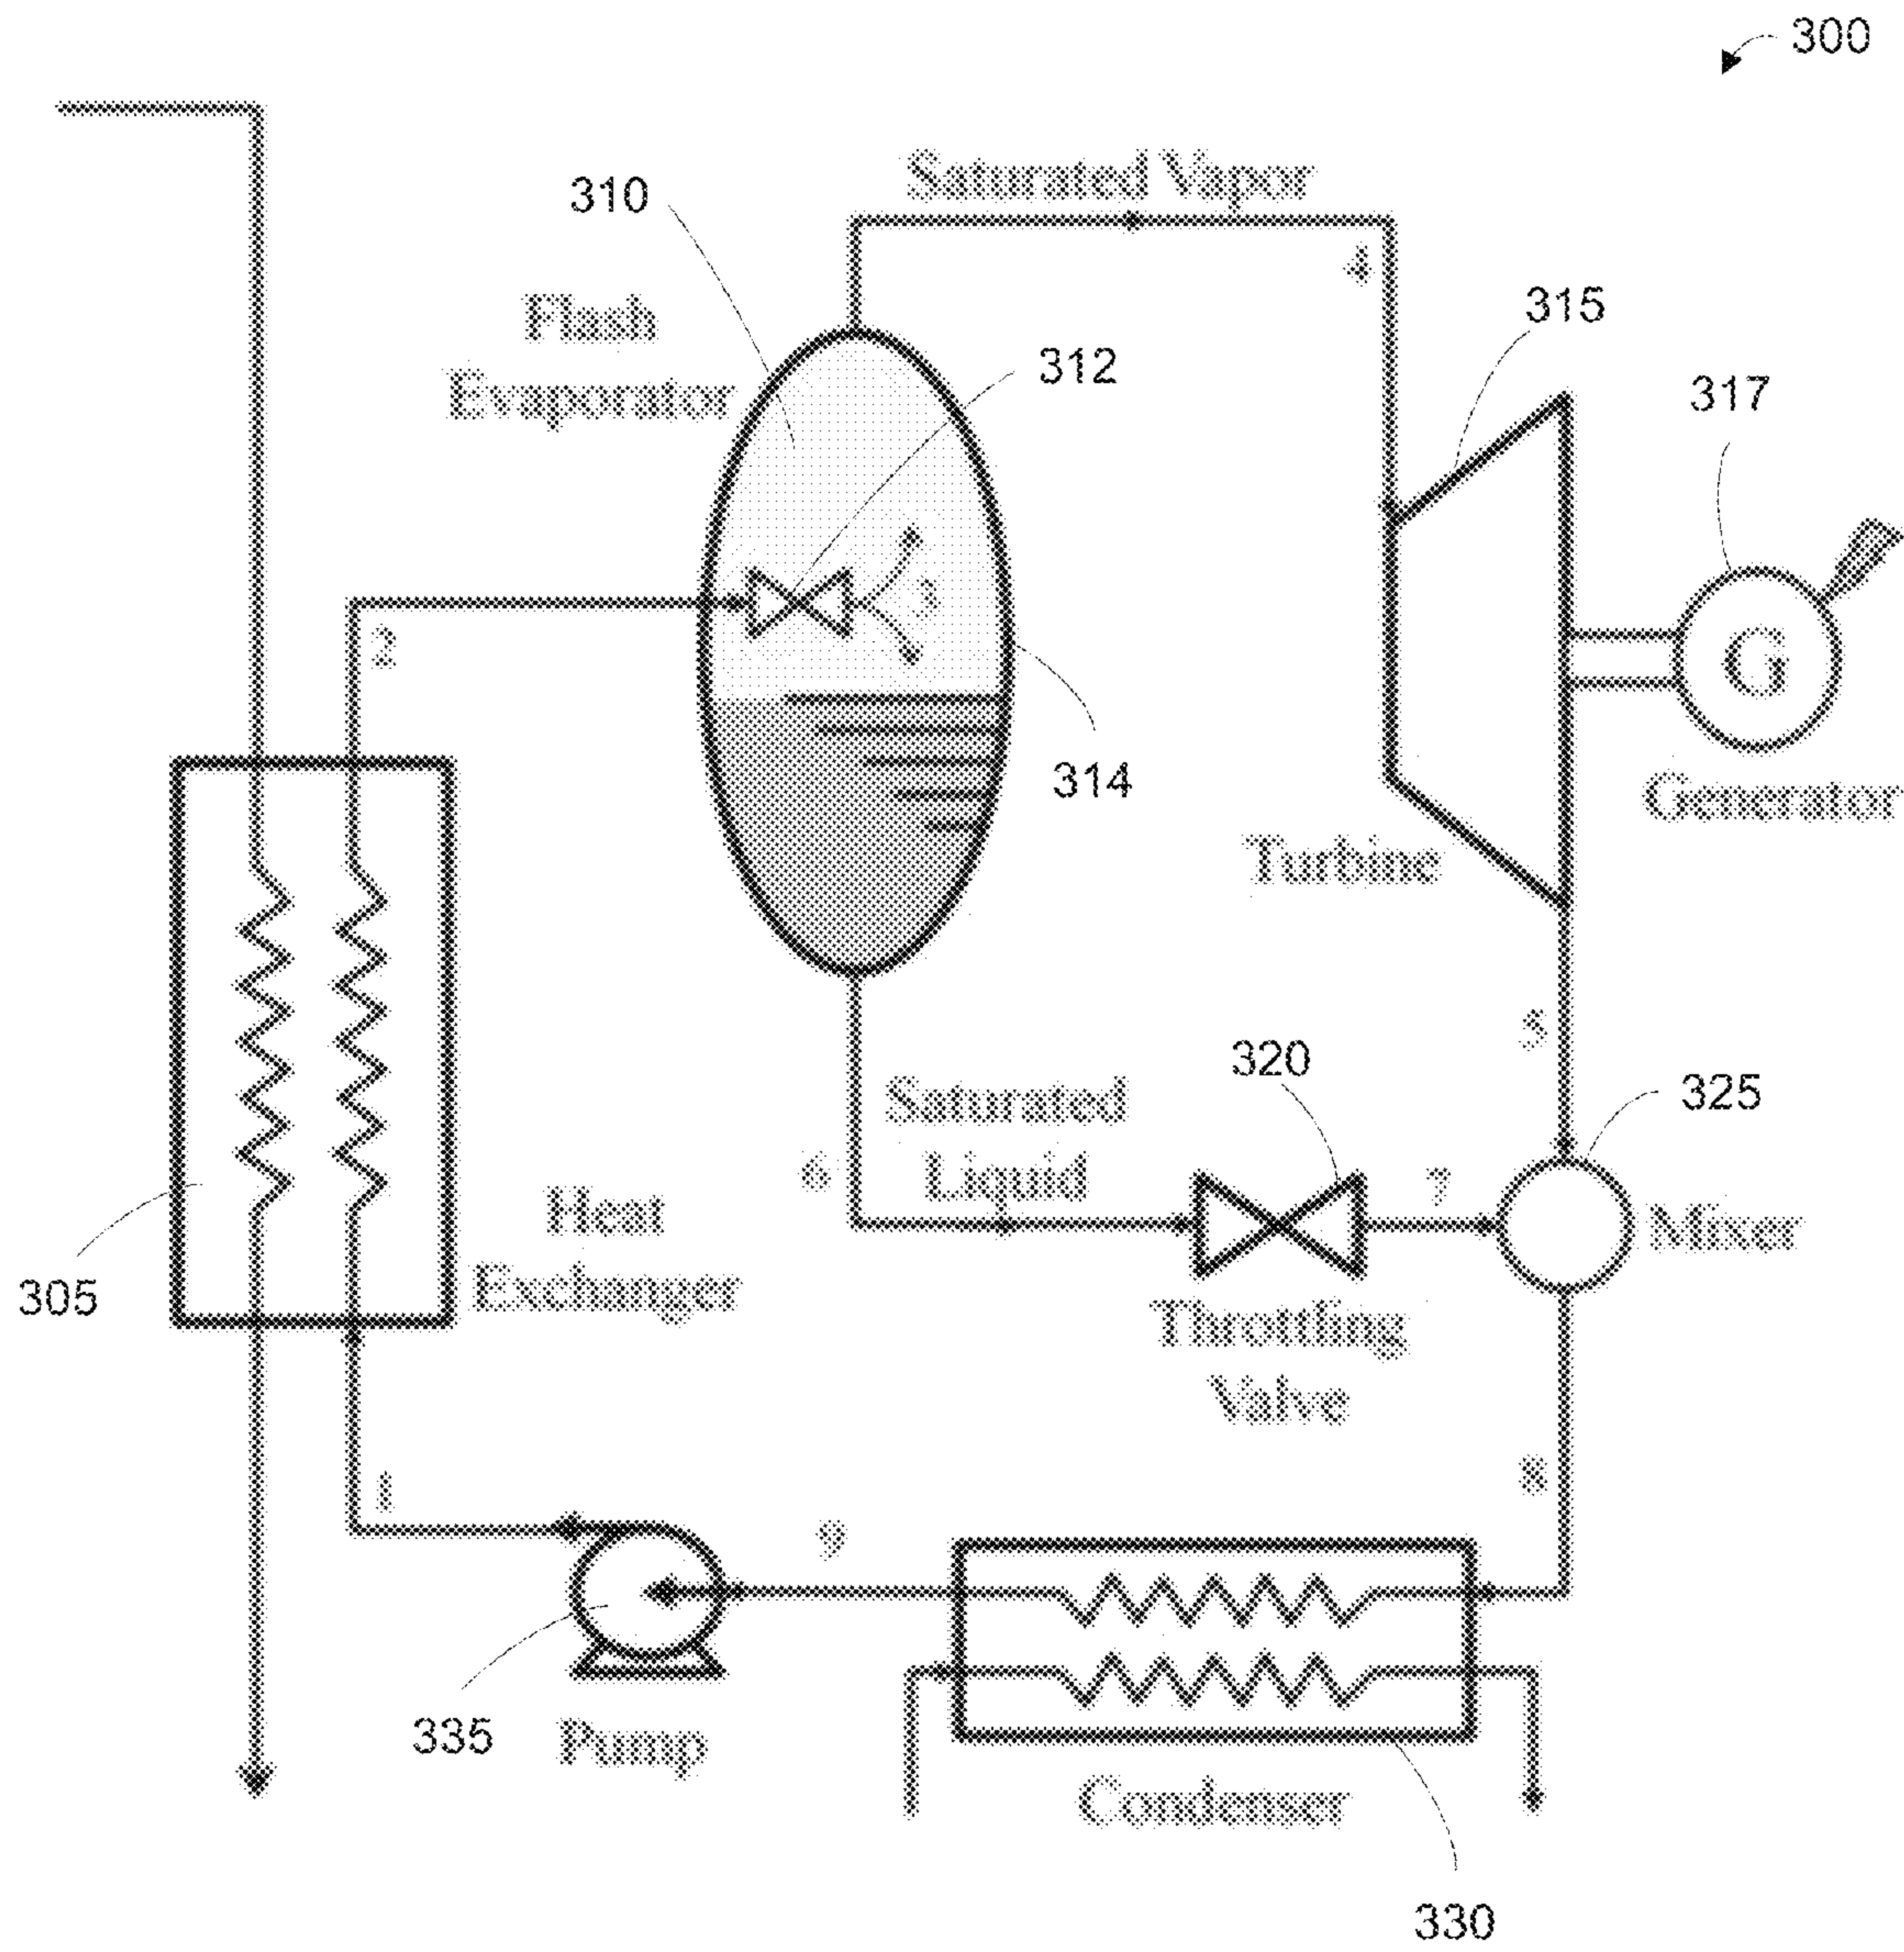 300
Saturated Vapor
310
4
Flash
Evaporator
315
312
317
3
2
G
314
Generator
Turbine
5
320
Saturated
Liquid
325
6
7
Heat
Exchanger
Mixer
305
Throttling
Valve
8
1
9
335
Pump
Condenser
330